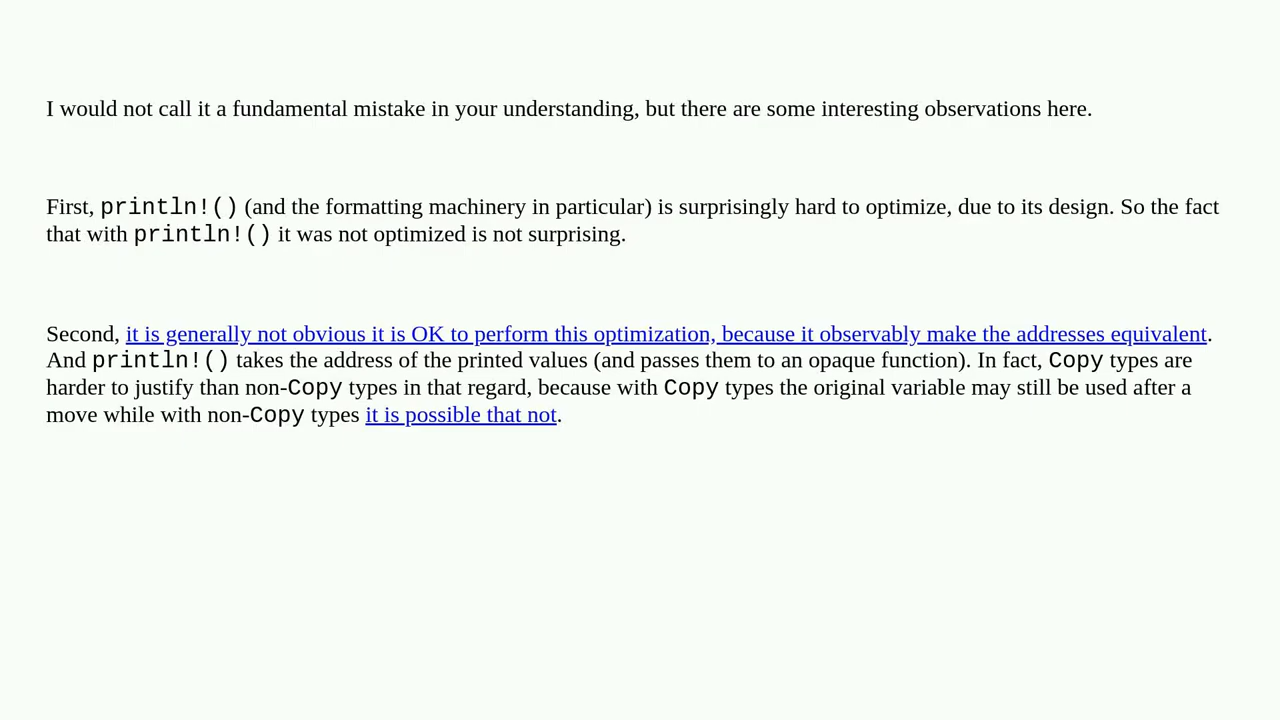 I would not call it a fundamental mistake in your understanding, but there are some interesting observations here.
First, println!() (and the formatting machinery in particular) is surprisingly hard to optimize, due to its design. So the fact
that with println!() it was not optimized is not surprising.
Second, it is generally not obvious it is OK to perform this optimization, because it observably make the addresses equivalent.
And println!() takes the address of the printed values (and passes them to an opaque function). In fact, Copy types are
harder to justify than non-Copy types in that regard, because with Copy types the original variable may still be used after a
move while with non-Copy types it is possible that not.